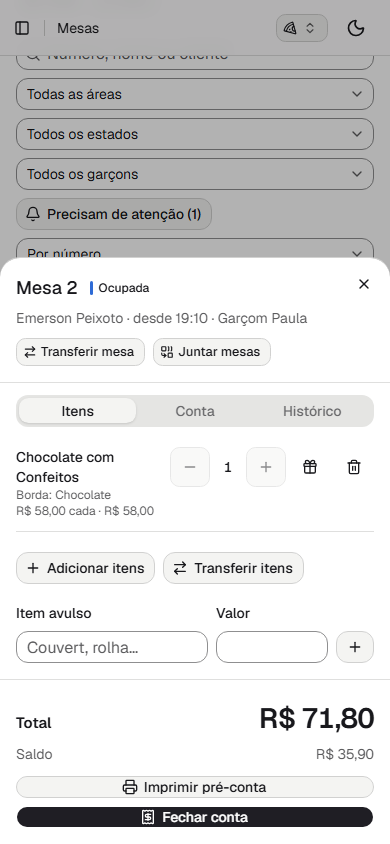 Mesas
Número, nome ou cliente
Todas as áreas
Todos os estados
Todos os garçons
Precisam de atenção (1)
Por número
Mesa 2
Ocupada
Emerson Peixoto · desde 19:10 · Garçom Paula
Transferir mesa
Juntar mesas
Itens
Conta
Histórico
Chocolate com
Confeitos
Borda: Chocolate
R$ 58,00 cada · R$ 58,00
1
Adicionar itens
Transferir itens
Item avulso
Valor
Couvert, rolha...
Total
R$ 71,80
Saldo
R$ 35,90
Imprimir pré-conta
Fechar conta